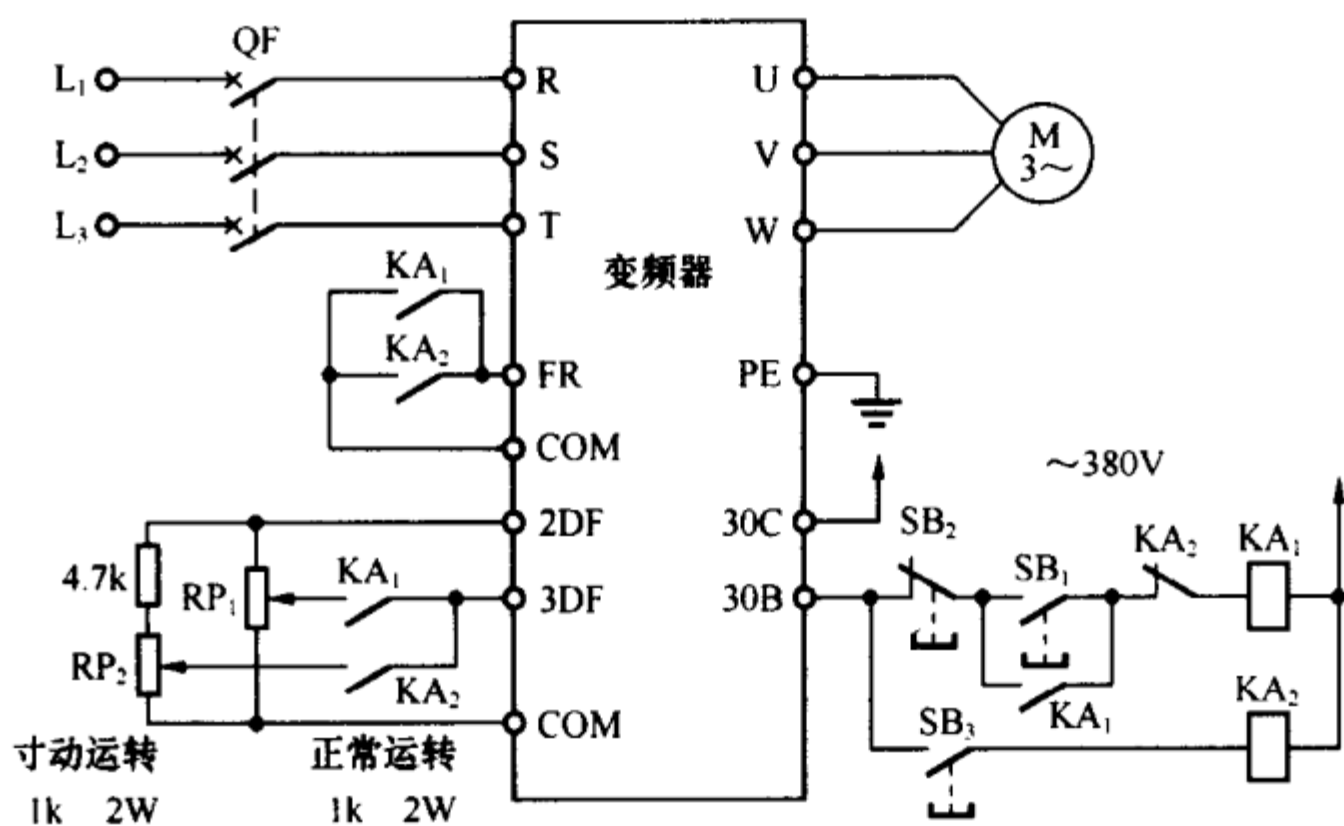 QF
L₁
R
U
M
3～
L₂
S
V
L₃
T
W
变频器
KA₁
KA₂
FR
PE
COM
～380V
2DF
30C
SB₂
KA₂
KA₁
4.7k
RP₁
KA₁
3DF
30B
SB₁
RP₂
KA₂
KA₁
KA₂
COM
SB₃
寸动运转
正常运转
1k 2W
1k 2W